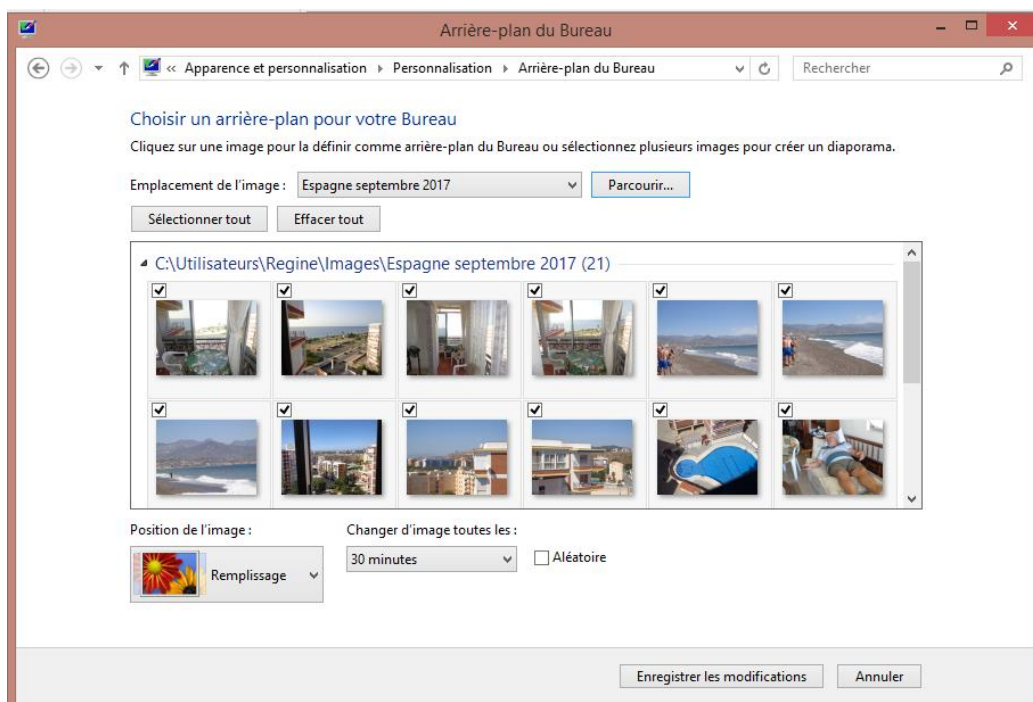 Arrière-plan du Bureau
« Apparence et personnalisation Personnalisation Arrière-plan du Bureau
Rechercher
Choisir un arrière-plan pour votre Bureau
Cliquez sur une image pour la définir comme arrière-plan du Bureau ou sélectionnez plusieurs images pour créer un diaporama.
Emplacement de l'image : Espagne septembre 2017 Parcourir...
Sélectionner tout Effacer tout
C:\Utilisateurs\Regine\Images\Espagne septembre 2017 (21)
Position de l'image : Changer d'image toutes les :
Remplissage 30 minutes Aléatoire
Enregistrer les modifications Annuler